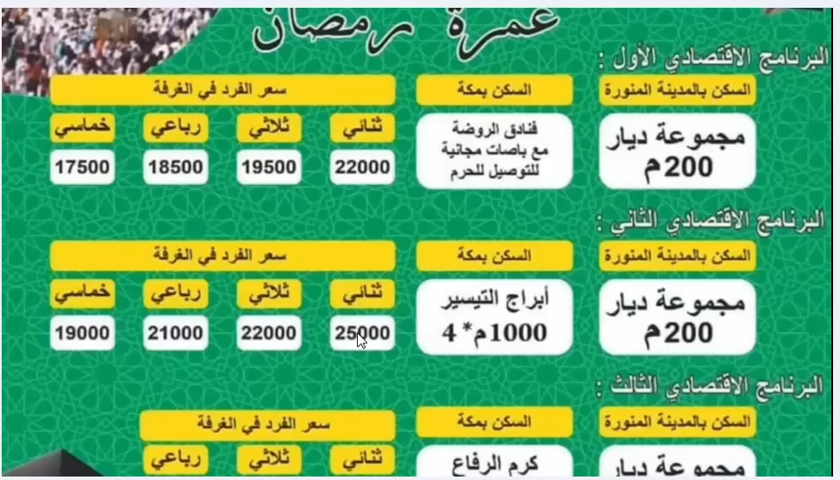 عمرة رمضان
البرنامج الاقتصادي الأول :
السكن بالمدينة المنورة
السكن بمكة
سعر الفرد في الغرفة
مجموعة ديار
200م
فنادق الروضة
مع باصات مجانية
للتوصيل للحرم
ثنائي ثلاثي رباعي خماسي
22000 19500 18500 17500
البرنامج الاقتصادي الثاني :
السكن بالمدينة المنورة
السكن بمكة
سعر الفرد في الغرفة
مجموعة ديار
200م
أبراج التيسير
1000م* 4
ثنائي ثلاثي رباعي خماسي
25000 22000 21000 19000
البرنامج الاقتصادي الثالث :
السكن بالمدينة المنورة
السكن بمكة
سعر الفرد في الغرفة
مجموعة ديار
كرم الرفاع
ثنائي ثلاثي رباعي